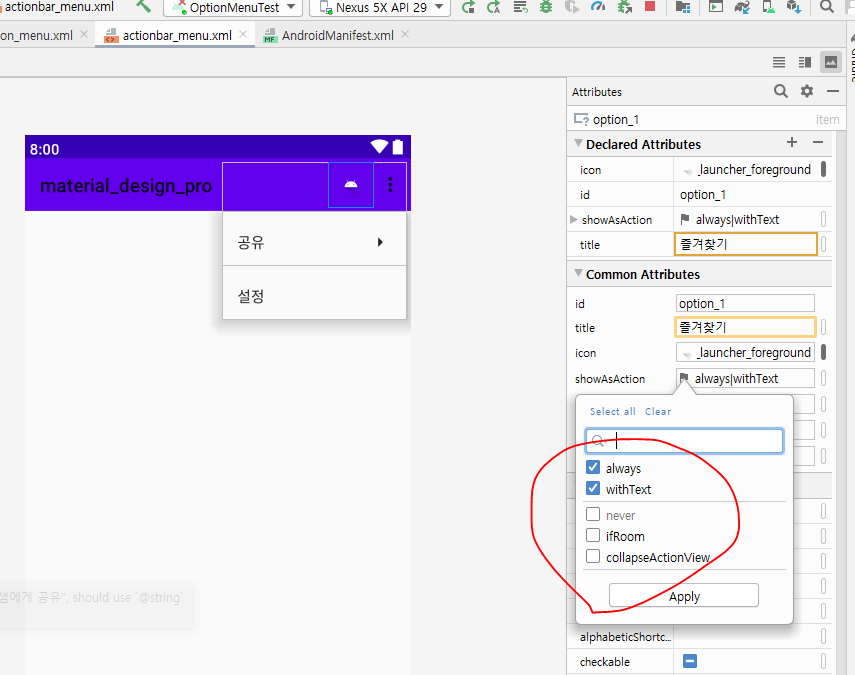 actionbar_menu.xml OptionMenuTest Nexus 5X API 29
on_menu.xml actionbar_menu.xml AndroidManifest.xml
Attributes
option_1 item
8:00
Declared Attributes
material_design_pro
icon _launcher_foreground
id option_1
showAsAction always|withText
title 즐겨찾기
공유
설정
Common Attributes
id option_1
title 즐겨찾기
icon _launcher_foreground
showAsAction always|withText
Select all Clear
always
withText
never
ifRoom
collapseActionView
Apply
샘에게 공유", should use `@string`
alphabeticShortc...
checkable